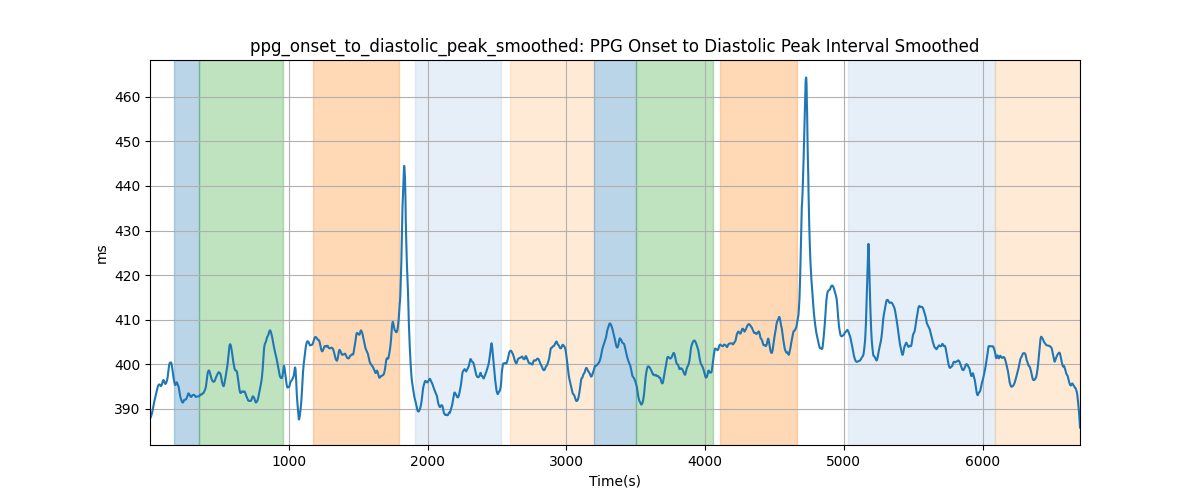 ppg_onset_to_diastolic_peak_smoothed: PPG Onset to Diastolic Peak Interval Smoothed
460
450
440
430
420
410
400
390
ms
1000 2000 3000 4000 5000 6000
Time(s)